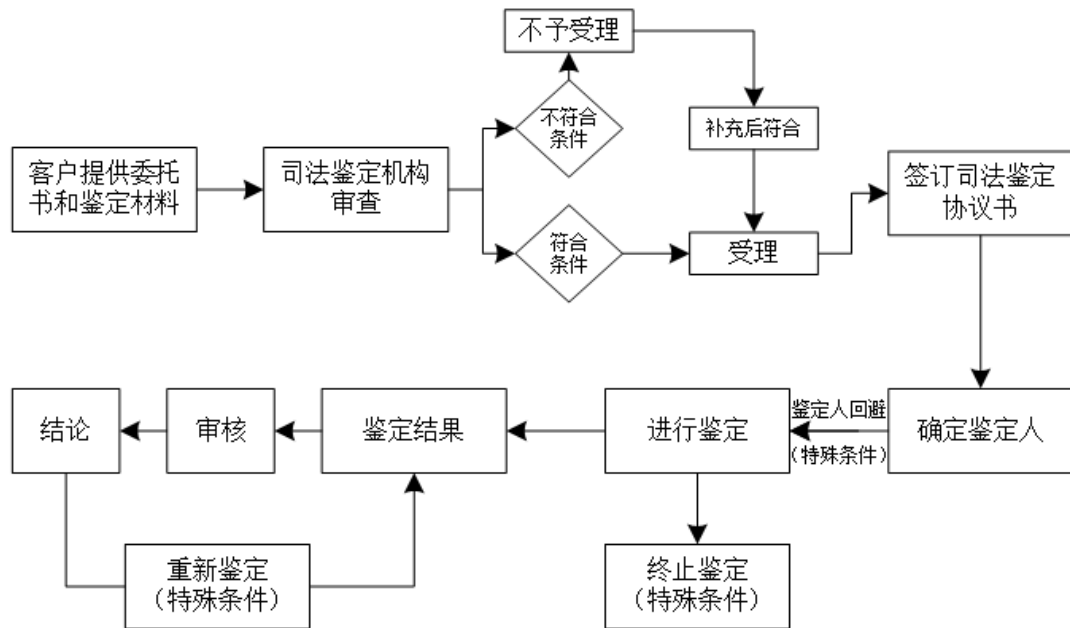 不予受理
不符合
条件
补充后符合
客户提供委托
书和鉴定材料
司法鉴定机构
审查
符合
条件
受理
签订司法鉴定
协议书
结论
审核
鉴定结果
进行鉴定
鉴定人回避
(特殊条件)
确定鉴定人
重新鉴定
(特殊条件)
终止鉴定
(特殊条件)